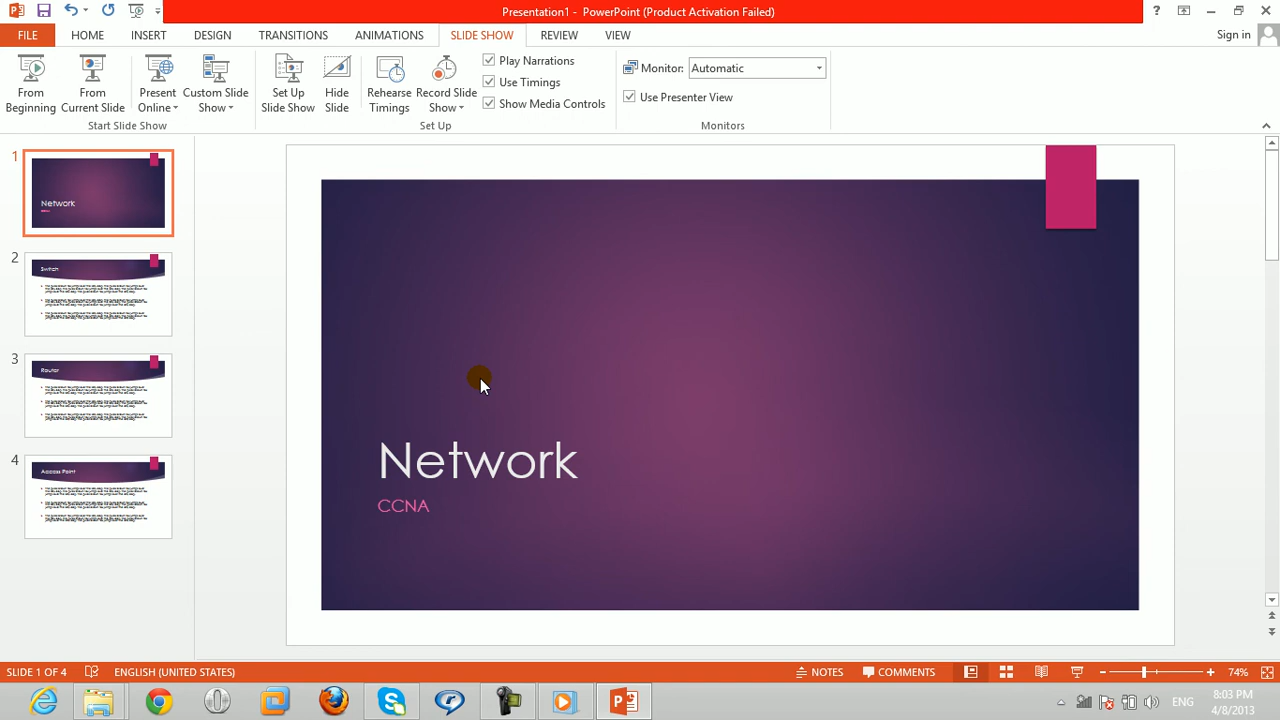 Presentation1 - PowerPoint (Product Activation Failed)
?
FILE HOME INSERT DESIGN TRANSITIONS ANIMATIONS SLIDE SHOW REVIEW VIEW Sign in
From Beginning
From Current Slide
Present Online
Custom Slide Show
Set Up Slide Show
Hide Slide
Rehearse Timings
Record Slide Show
Play Narrations
Use Timings
Show Media Controls
Monitor: Automatic
Use Presenter View
Start Slide Show Set Up Monitors
1
Network
2
Switch
3
Router
4
Access Point
Network
CCNA
SLIDE 1 OF 4 ENGLISH (UNITED STATES) NOTES COMMENTS 74%
ENG
8:03 PM
4/8/2013